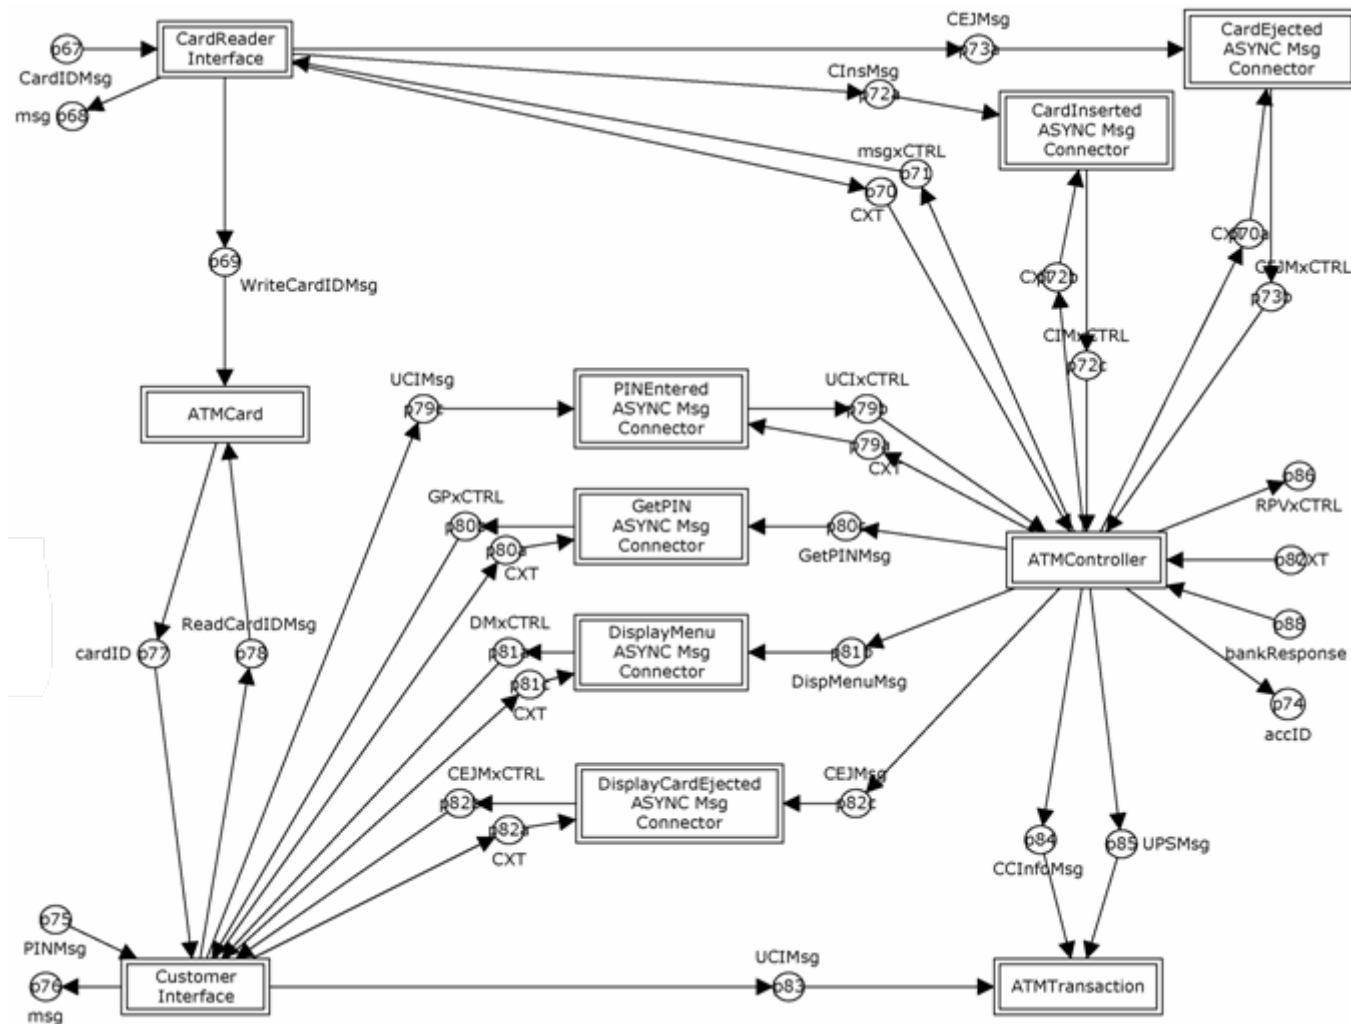 CEJMsg
CardReader
Interface
p67
p73a
CardEjected
ASYNC Msg
Connector
CardIDMsg
CInsMsg
msg
p68
p72a
CardInserted
ASYNC Msg
Connector
msgxCTRL
p71
p70
CXT
p70a
p69
p72b
WriteCardIDMsg
p73b
CIMxCTRL
p72c
UCIMsg
PINEntered
ASYNC Msg
Connector
UCIxCTRL
p79c
p79b
ATMCard
p79a
CXT
p86
RPVxCTRL
GPxCTRL
GetPIN
ASYNC Msg
Connector
p80c
p80a
CXT
GetPINMsg
ATMController
CXT
ReadCardIDMsg
DMxCTRL
DisplayMenu
ASYNC Msg
Connector
p88
bankResponse
cardID
p77
p78
p81a
p81b
p81c
CXT
DispMenuMsg
p74
accID
CEJMxCTRL
DisplayCardEjected
ASYNC Msg
Connector
CEJMsg
p82b
p82c
p82a
CXT
p84
CCInfoMsg
p85
UPSMsg
p75
PINMsg
UCIMsg
Customer
Interface
p76
msg
p83
ATMTransaction